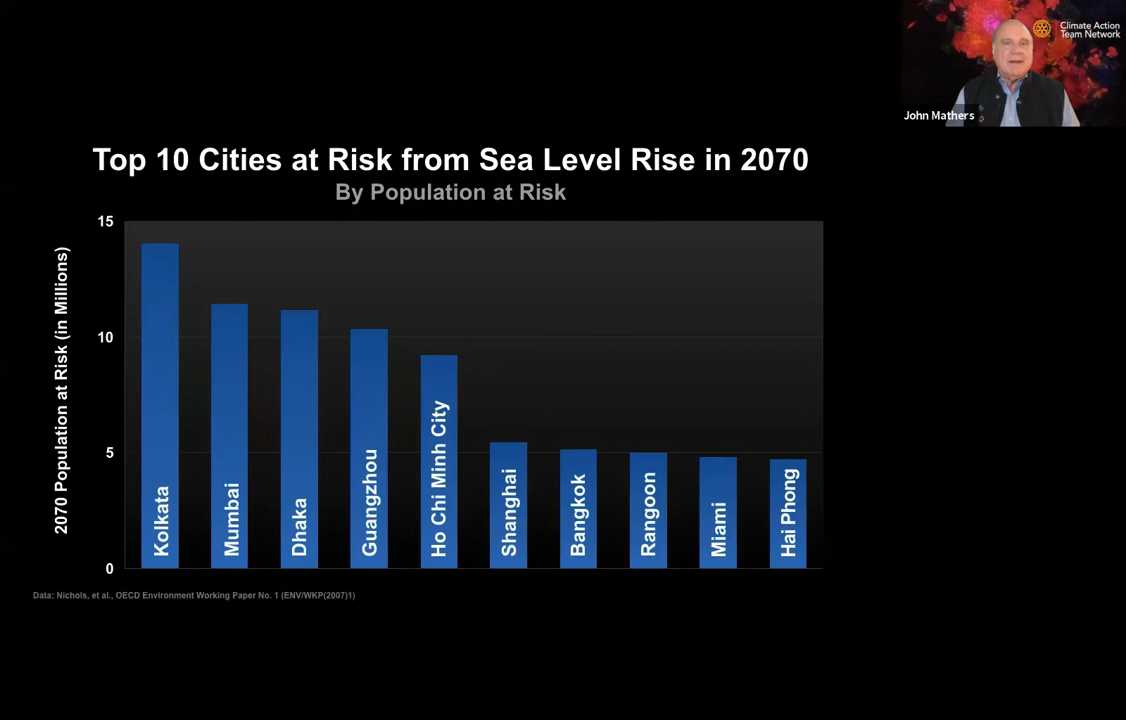 Climate Action
Team Network
John Mathers
Top 10 Cities at Risk from Sea Level Rise in 2070
By Population at Risk
2070 Population at Risk (in Millions)
15
10
5
0
Kolkata
Mumbai
Dhaka
Guangzhou
Ho Chi Minh City
Shanghai
Bangkok
Rangoon
Miami
Hai Phong
Data: Nichols, et al., OECD Environment Working Paper No. 1 (ENV/WKP(2007)1)